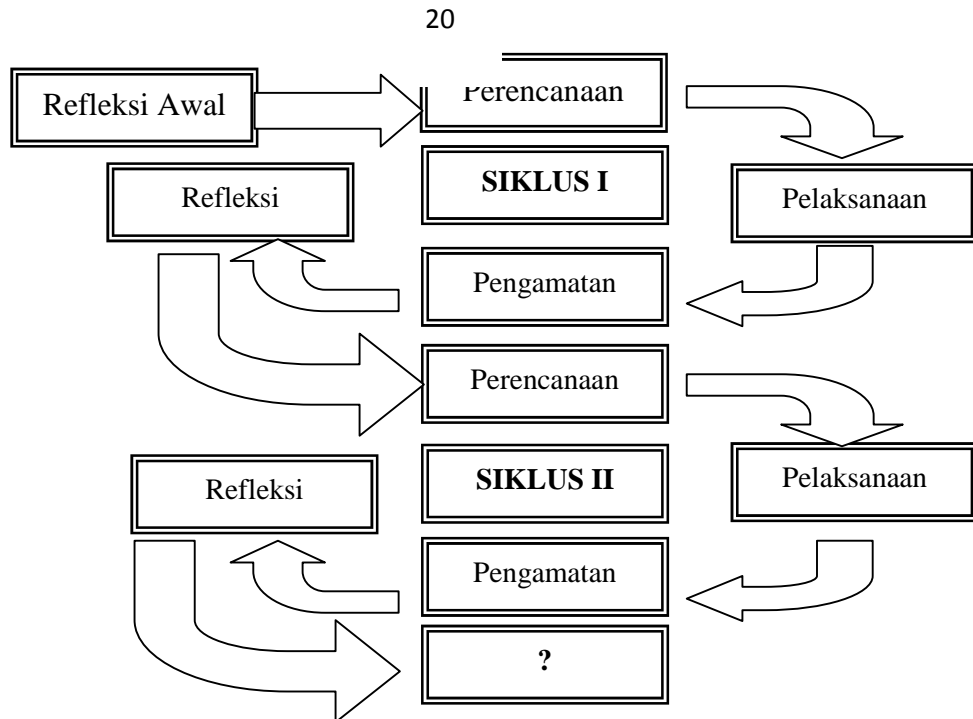 20
Refleksi Awal
Perencanaan
Refleksi
SIKLUS I
Pelaksanaan
Pengamatan
Perencanaan
Refleksi
SIKLUS II
Pelaksanaan
Pengamatan
?